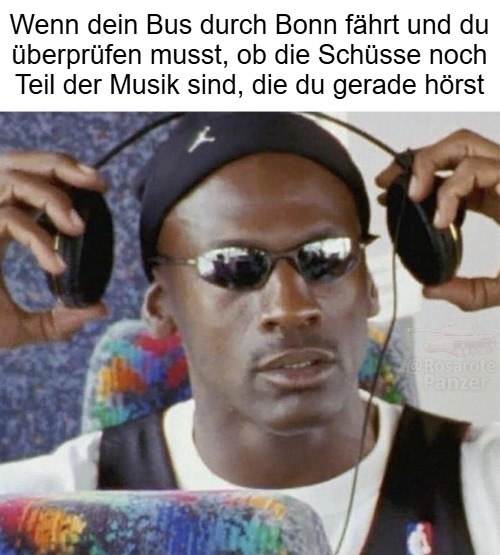 Wenn dein Bus durch Bonn fährt und du
überprüfen musst, ob die Schüsse noch
Teil der Musik sind, die du gerade hörst
@Rosarote
Panzer